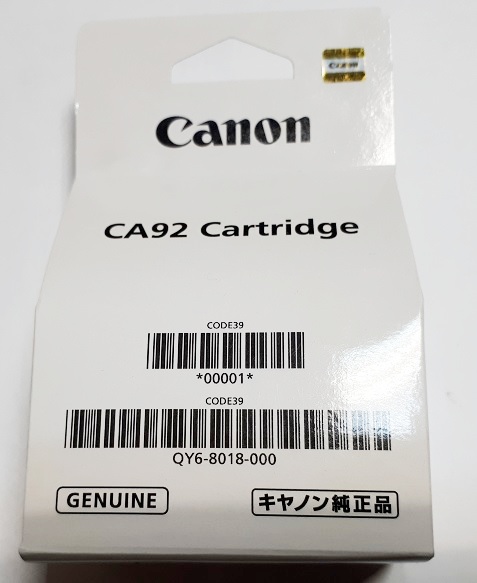 Canon
CA92 Cartridge
CODE39
*00001*
CODE39
QY6-8018-000
GENUINE
キヤノン純正品